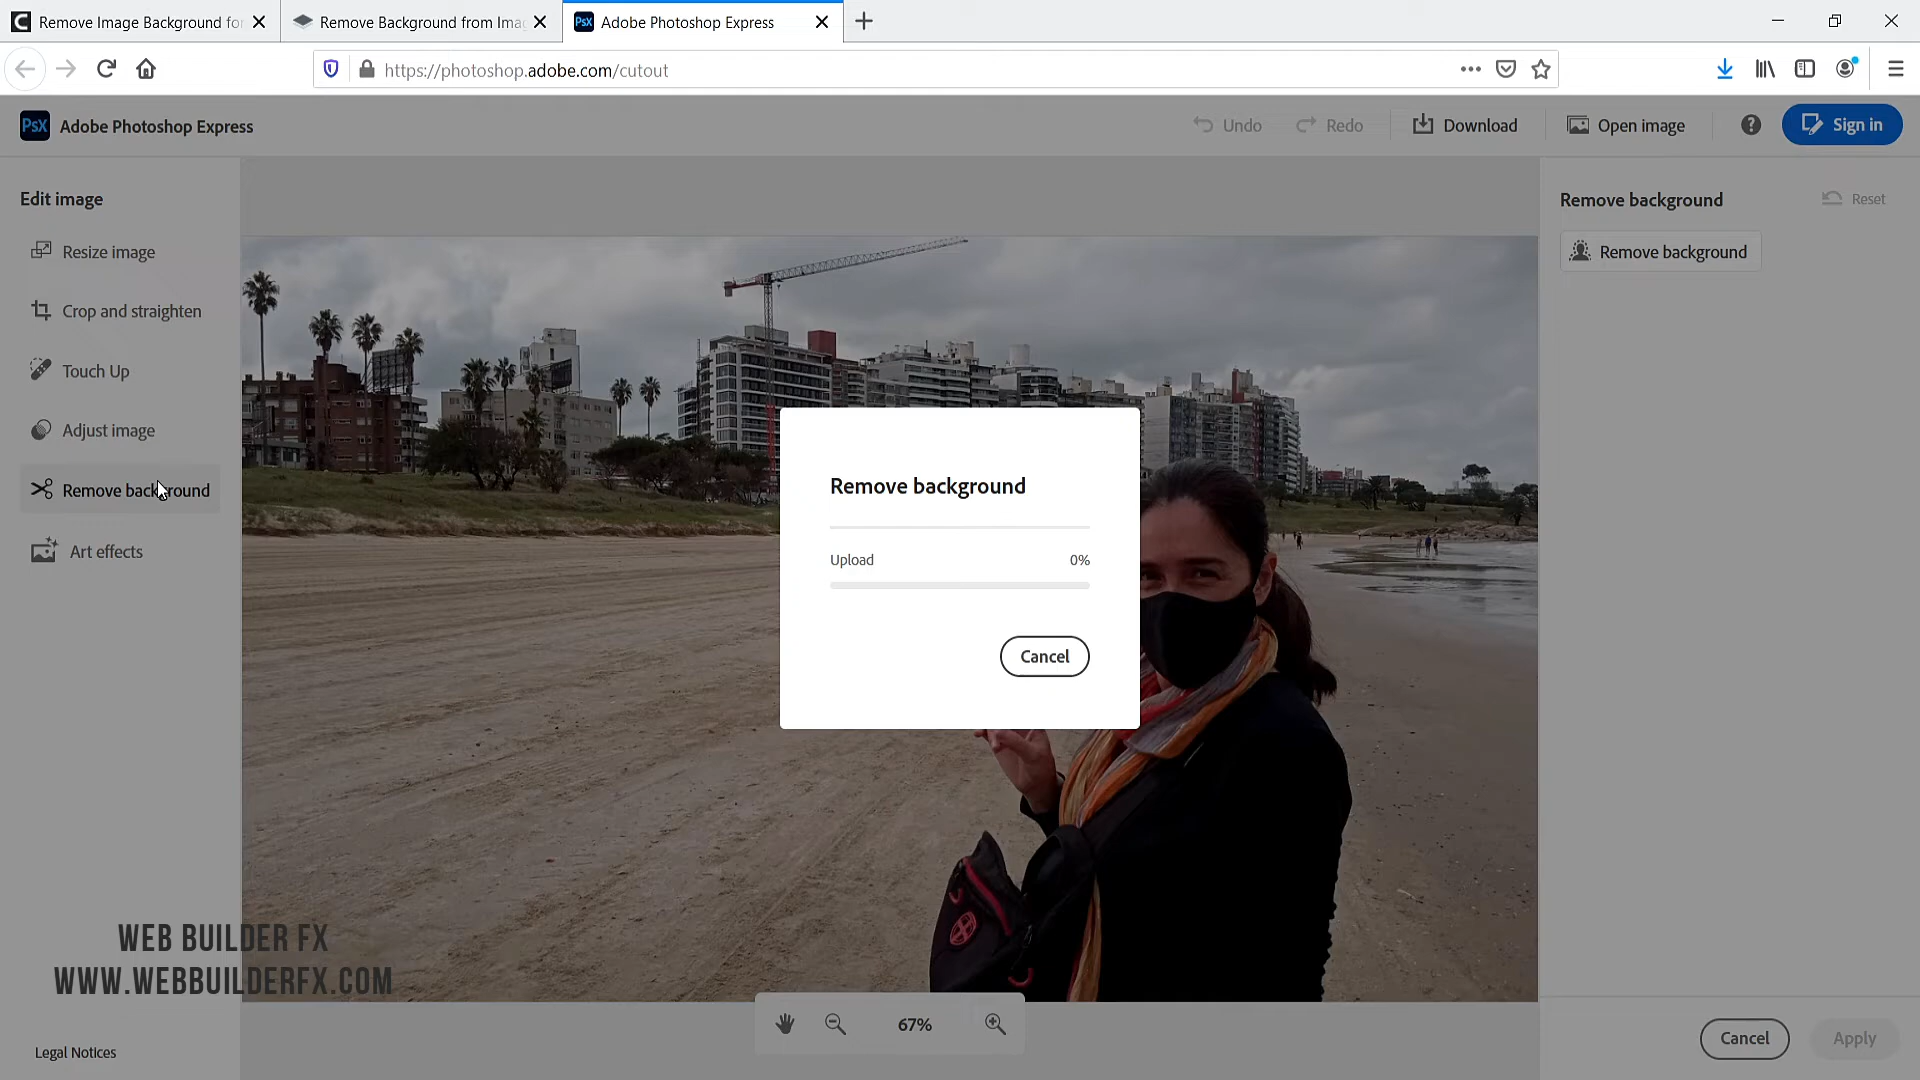 Remove Image Background for
Remove Background from Imag
PsX
Adobe Photoshop Express
https://photoshop.adobe.com/cutout
PsX
Adobe Photoshop Express
Undo
Redo
Download
Open image
Sign in
Edit image
Resize image
Crop and straighten
Touch Up
Adjust image
Remove background
Art effects
Remove background
Reset
Remove background
Remove background
Upload
0%
Cancel
WEB BUILDER FX
WWW.WEBBUILDERFX.COM
Legal Notices
67%
Cancel
Apply